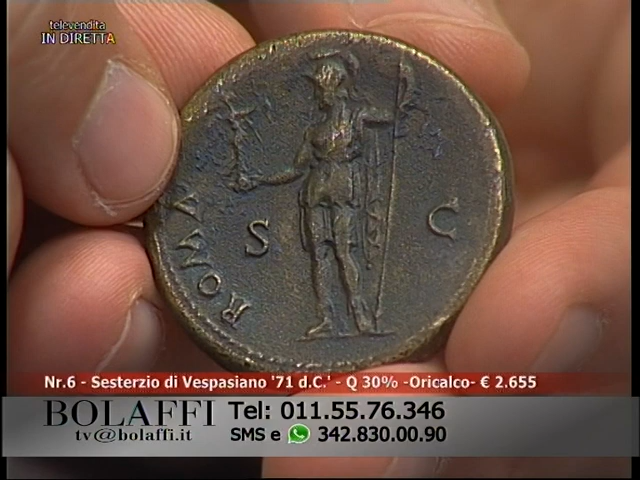 televendita
IN DIRETTA
ROMA
S C
Nr.6 - Sesterzio di Vespasiano '71 d.C.' - Q 30% -Oricalco- € 2.655
BOLAFFI
tv@bolaffi.it
Tel: 011.55.76.346
SMS e 342.830.00.90